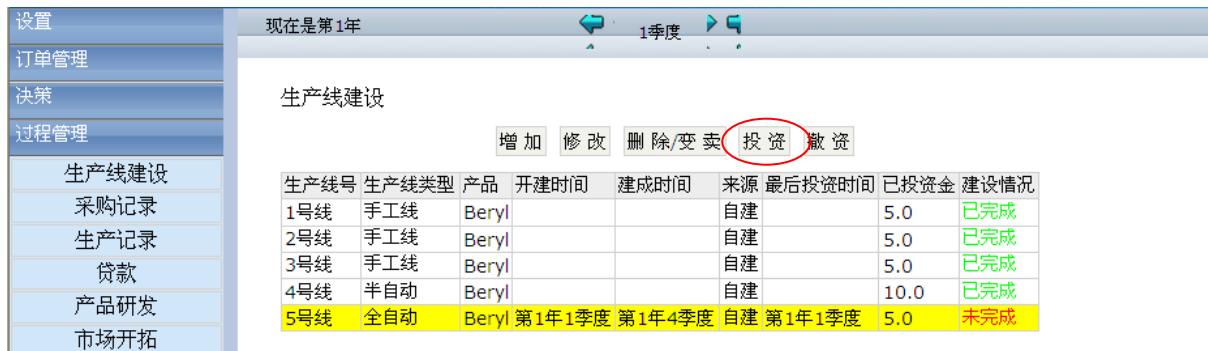 设置
订单管理
决策
过程管理
生产线建设
采购记录
生产记录
贷款
产品研发
市场开拓
现在是第1年 1季度
生产线建设
增加 修改 删除/变卖 投资 撤资
生产线号 生产线类型 产品 开建时间 建成时间 来源 最后投资时间 已投资金 建设情况
1号线 手工线 Beryl 自建 5.0 已完成
2号线 手工线 Beryl 自建 5.0 已完成
3号线 手工线 Beryl 自建 5.0 已完成
4号线 半自动 Beryl 自建 10.0 已完成
5号线 全自动 Beryl 第1年1季度 第1年4季度 自建 第1年1季度 5.0 未完成